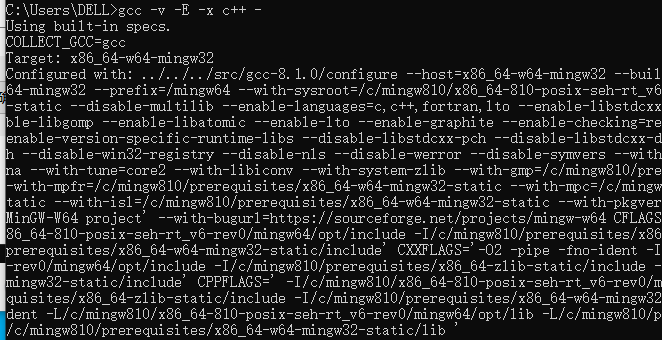 C:\Users\DELL>gcc -v -E -x c++ -
Using built-in specs.
COLLECT_GCC=gcc
Target: x86_64-w64-mingw32
Configured with: ../../../src/gcc-8.1.0/configure --host=x86_64-w64-mingw32 --buil
64-mingw32 --prefix=/mingw64 --with-sysroot=/c/mingw810/x86_64-810-posix-seh-rt_v6
-static --disable-multilib --enable-languages=c,c++,fortran,lto --enable-libstdcxx
ble-libgomp --enable-libatomic --enable-lto --enable-graphite --enable-checking=re
enable-version-specific-runtime-libs --disable-libstdcxx-pch --disable-libstdcxx-d
h --disable-win32-registry --disable-nls --disable-werror --disable-symvers --with
na --with-tune=core2 --with-libiconv --with-system-zlib --with-gmp=/c/mingw810/pre
-with-mpfr=/c/mingw810/prerequisites/x86_64-w64-mingw32-static --with-mpc=/c/mingw
tatic --with-isl=/c/mingw810/prerequisites/x86_64-w64-mingw32-static --with-pkgver
MinGW-W64 project' --with-bugurl=https://sourceforge.net/projects/mingw-w64 CFLAGS
86_64-810-posix-seh-rt_v6-rev0/mingw64/opt/include -I/c/mingw810/prerequisites/x86
prerequisites/x86_64-w64-mingw32-static/include' CXXFLAGS='-O2 -pipe -fno-ident -I
-rev0/mingw64/opt/include -I/c/mingw810/prerequisites/x86_64-zlib-static/include -
mingw32-static/include' CPPFLAGS=' -I/c/mingw810/x86_64-810-posix-seh-rt_v6-rev0/m
quisites/x86_64-zlib-static/include -I/c/mingw810/prerequisites/x86_64-w64-mingw32
dent -L/c/mingw810/x86_64-810-posix-seh-rt_v6-rev0/mingw64/opt/lib -L/c/mingw810/p
/c/mingw810/prerequisites/x86_64-w64-mingw32-static/lib '